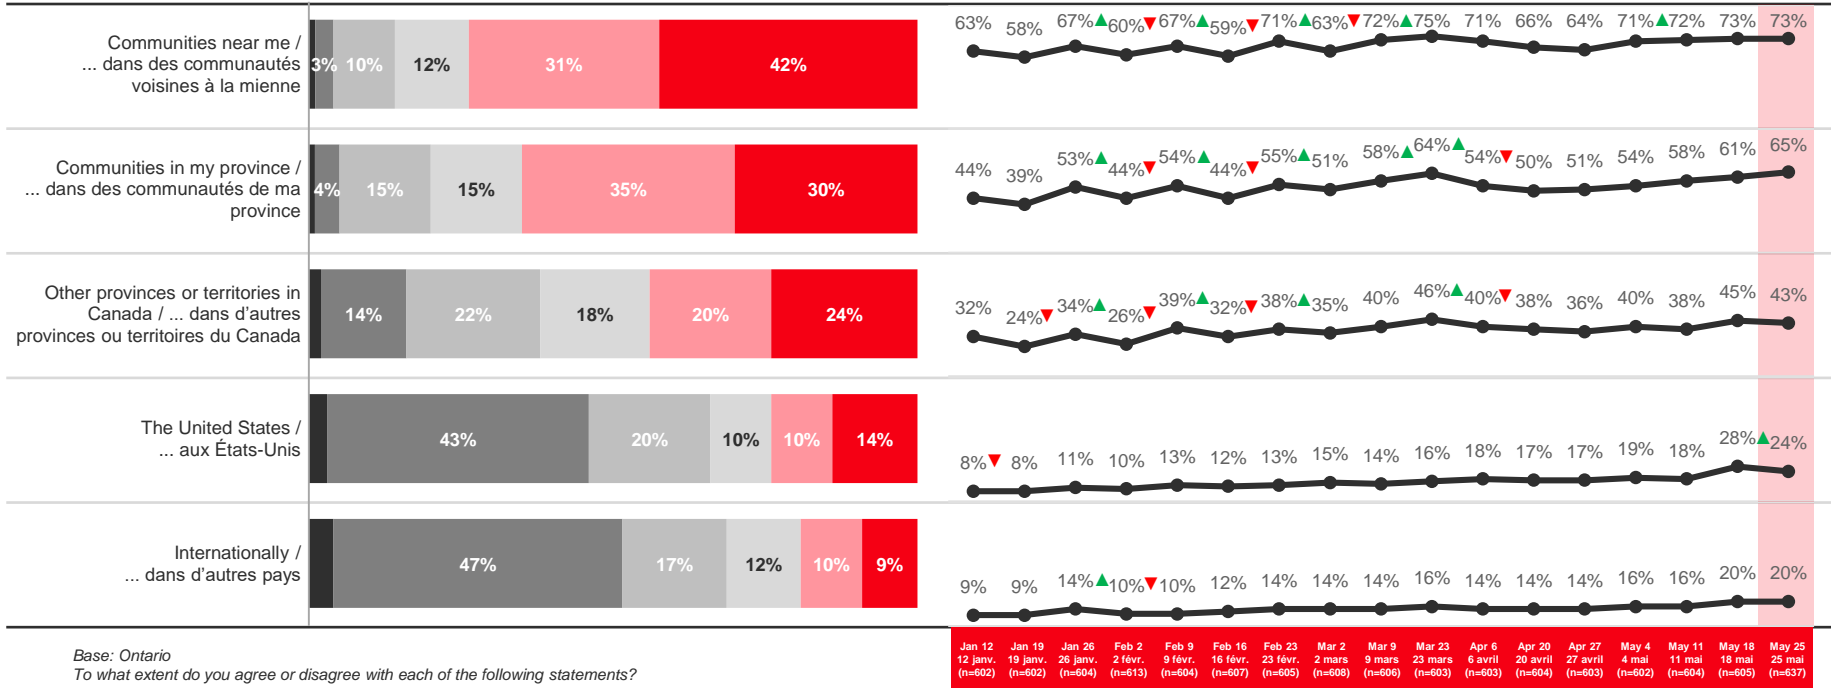 Communities near me /
... dans des communautés
voisines à la mienne
3% 10% 12% 31% 42%
63% 58% 67%▲ 60%▼ 67%▲ 59%▼ 71%▲ 63%▼ 72%▲ 75% 71% 66% 64% 71%▲ 72% 73% 73%
Communities in my province /
... dans des communautés de ma
province
4% 15% 15% 35% 30%
44% 39% 53%▲ 44%▼ 54%▲ 44%▼ 55%▲ 51% 58%▲ 64%▲ 54%▼ 50% 51% 54% 58% 61% 65%
Other provinces or territories in
Canada / ... dans d'autres
provinces ou territoires du Canada
14% 22% 18% 20% 24%
32% 24%▼ 34%▲ 26%▼ 39%▲ 32%▼ 38%▲ 35% 40% 46%▲ 40%▼ 38% 36% 40% 38% 45% 43%
The United States /
... aux États-Unis
43% 20% 10% 10% 14%
8%▼ 8% 11% 10% 13% 12% 13% 15% 14% 16% 18% 17% 17% 19% 18% 28%▲ 24%
Internationally /
... dans d'autres pays
47% 17% 12% 10% 9%
9% 9% 14%▲ 10%▼ 10% 12% 14% 14% 14% 16% 14% 14% 14% 16% 16% 20% 20%
Jan 12 Jan 19 Jan 26 Feb 2 Feb 9 Feb 16 Feb 23 Mar 2 Mar 9 Mar 23 Apr 6 Apr 20 Apr 27 May 4 May 11 May 18 May 25
12 janv. 19 janv. 26 janv. 2 févr. 9 févr. 16 févr. 23 févr. 2 mars 9 mars 23 mars 6 avril 20 avril 27 avril 4 mai 11 mai 18 mai 25 mai
(n=602) (n=602) (n=604) (n=613) (n=604) (n=607) (n=605) (n=608) (n=606) (n=603) (n=603) (n=604) (n=603) (n=602) (n=604) (n=605) (n=637)
Base: Ontario
To what extent do you agree or disagree with each of the following statements?